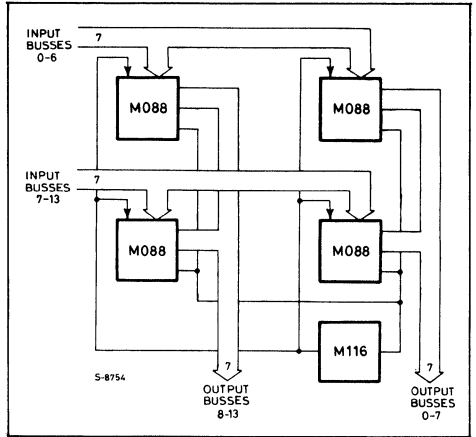 INPUT
BUSSES
0-6
7
M088
M088
INPUT
BUSSES
7-13
7
M088
M088
M116
S-8754
7
OUTPUT
BUSSES
8-13
7
OUTPUT
BUSSES
0-7